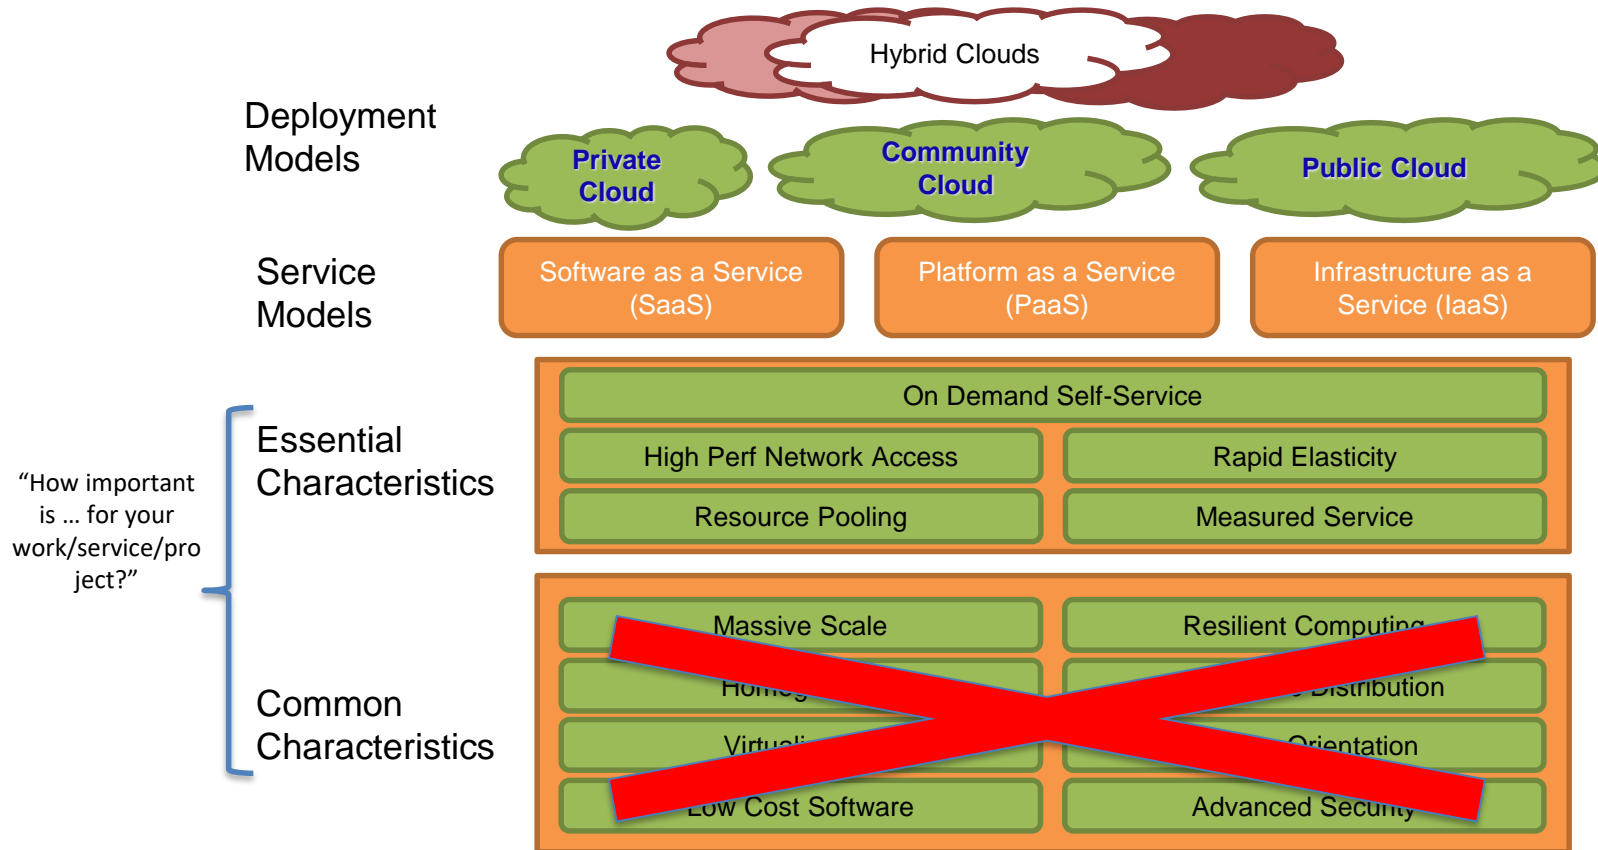 Hybrid Clouds
Deployment
Models
Private
Cloud
Community
Cloud
Public Cloud
Service
Models
Software as a Service
(SaaS)
Platform as a Service
(PaaS)
Infrastructure as a
Service (IaaS)
On Demand Self-Service
Essential
Characteristics
High Perf Network Access
Rapid Elasticity
Resource Pooling
Measured Service
“How important
is ... for your
work/service/pro
ject?”
Massive Scale
Resilient Computing
Distribution
Common
Characteristics
Orientation
Low Cost Software
Advanced Security